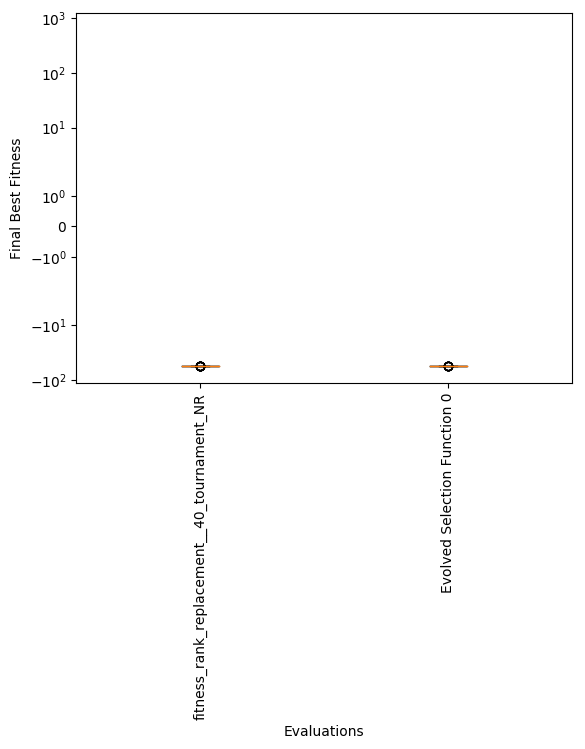 10³
10²
10¹
10⁰
0
−10⁰
−10¹
−10²
Final Best Fitness
fitness_rank_replacement__40_tournament_NR
Evolved Selection Function 0
Evaluations